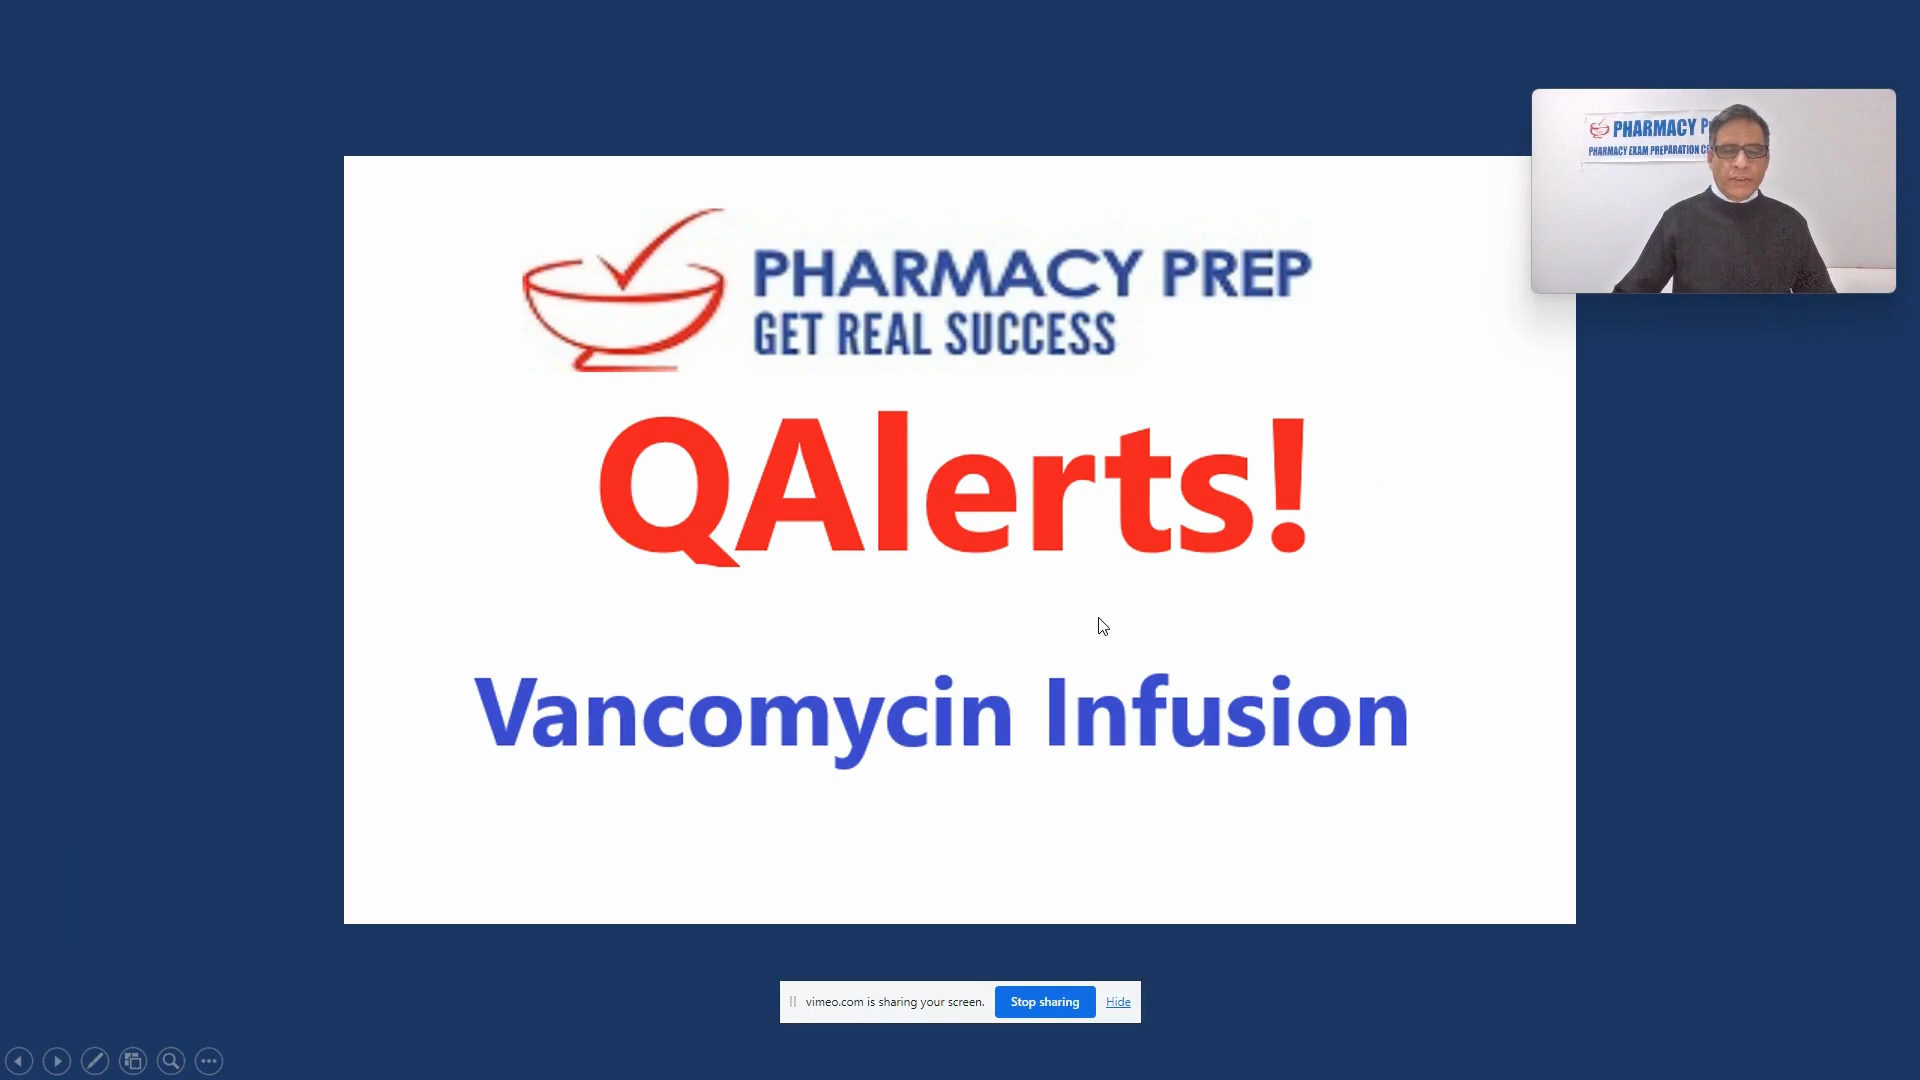 PHARMACY PREP
GET REAL SUCCESS
QAlerts!
Vancomycin Infusion
PHARMACY
PHARMACY EXAM PREPARATION
vimeo.com is sharing your screen.
Stop sharing
Hide